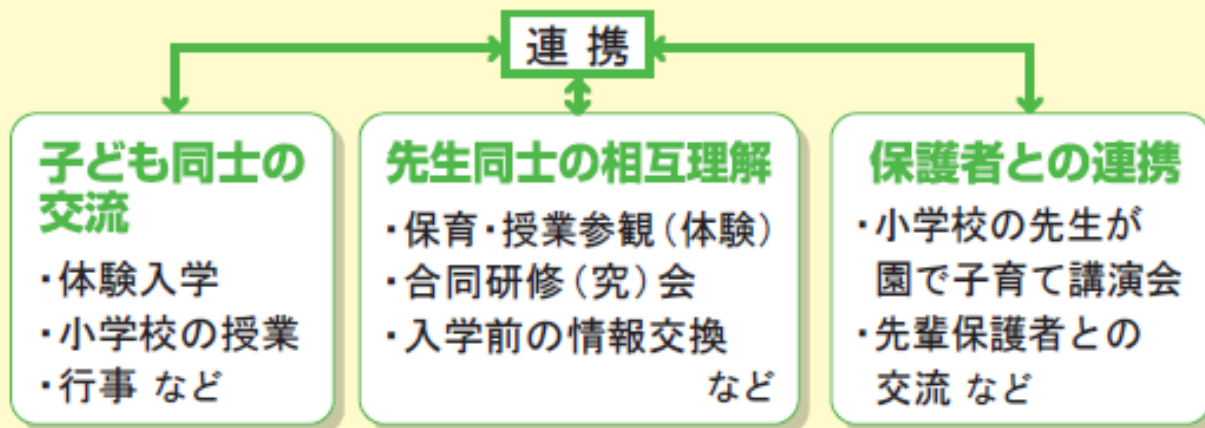 連携
子ども同士の
交流
・体験入学
・小学校の授業
・行事 など
先生同士の相互理解
・保育・授業参観(体験)
・合同研修(究)会
・入学前の情報交換
など
保護者との連携
・小学校の先生が
園で子育て講演会
・先輩保護者との
交流 など